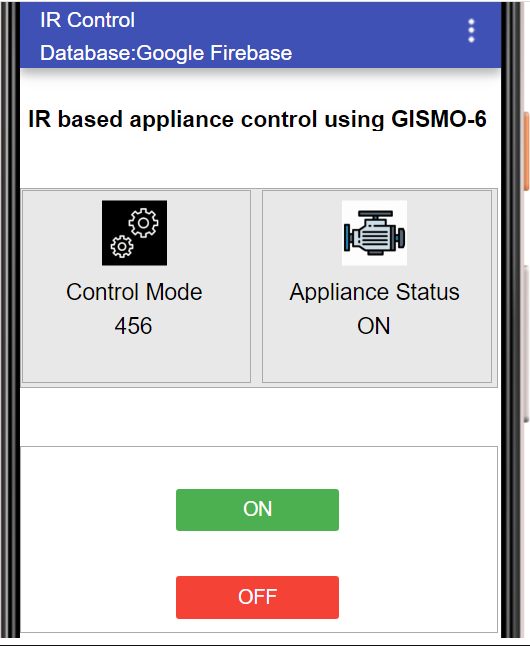 IR Control
Database:Google Firebase
IR based appliance control using GISMO-6
Control Mode
456
Appliance Status
ON
ON
OFF